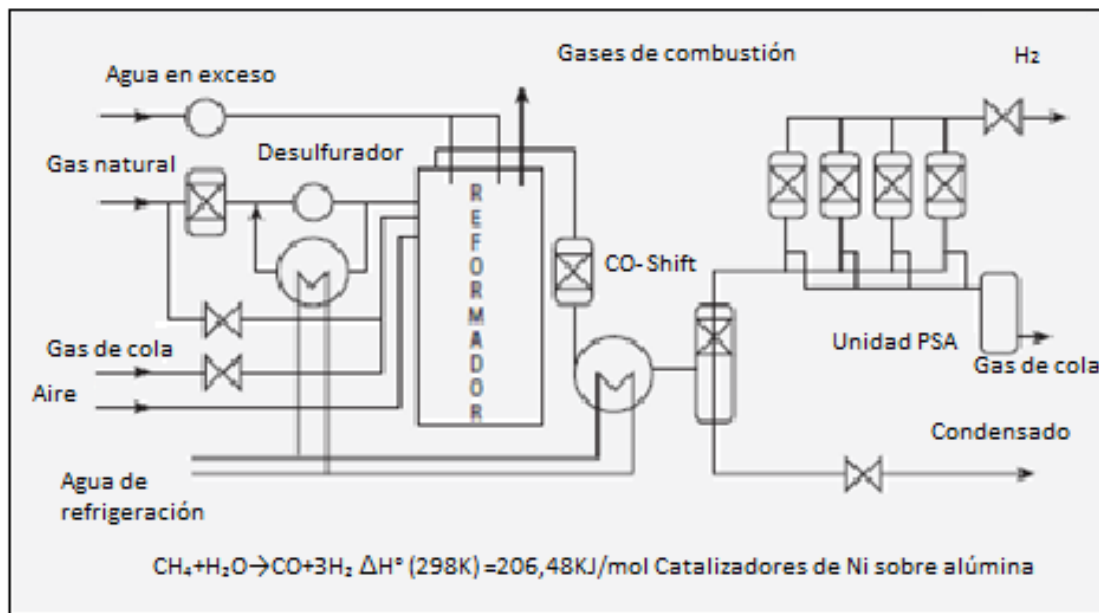 Gases de combustión
H₂
Agua en exceso
Gas natural
Desulfurador
REFORMADOR
CO- Shift
Unidad PSA
Gas de cola
Gas de cola
Aire
Condensado
Agua de
refrigeración
CH₄+H₂O→CO+3H₂ ΔH° (298K) =206,48KJ/mol Catalizadores de Ni sobre alúmina